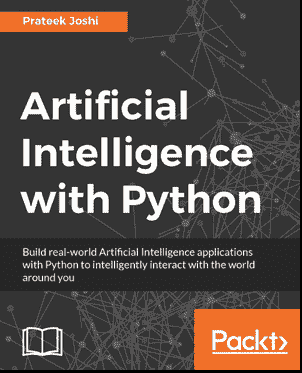 Prateek Joshi
Artificial
Intelligence
with Python
Build real-world Artificial Intelligence applications
with Python to intelligently interact with the world
around you
Packt>